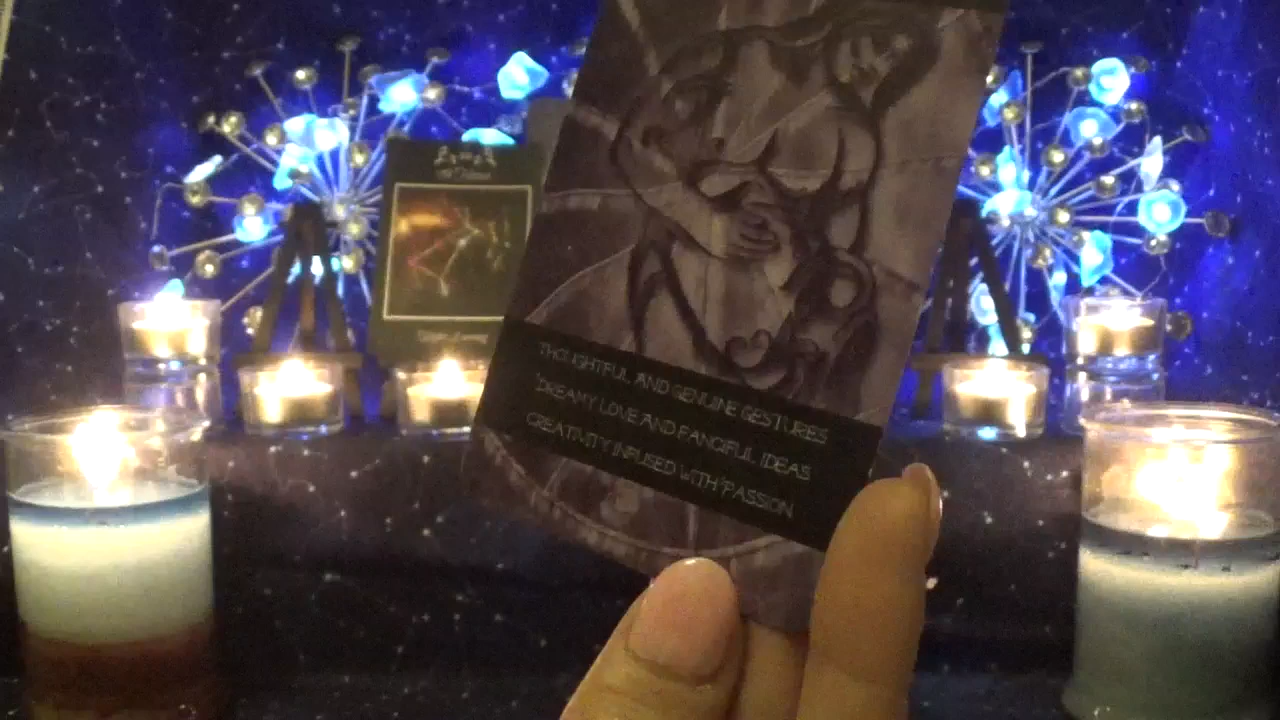 THOUGHTFUL AND GENUINE GESTURES
'DREAMY LOVE' AND FANCIFUL IDEAS
CREATIVITY INFUSED WITH PASSION